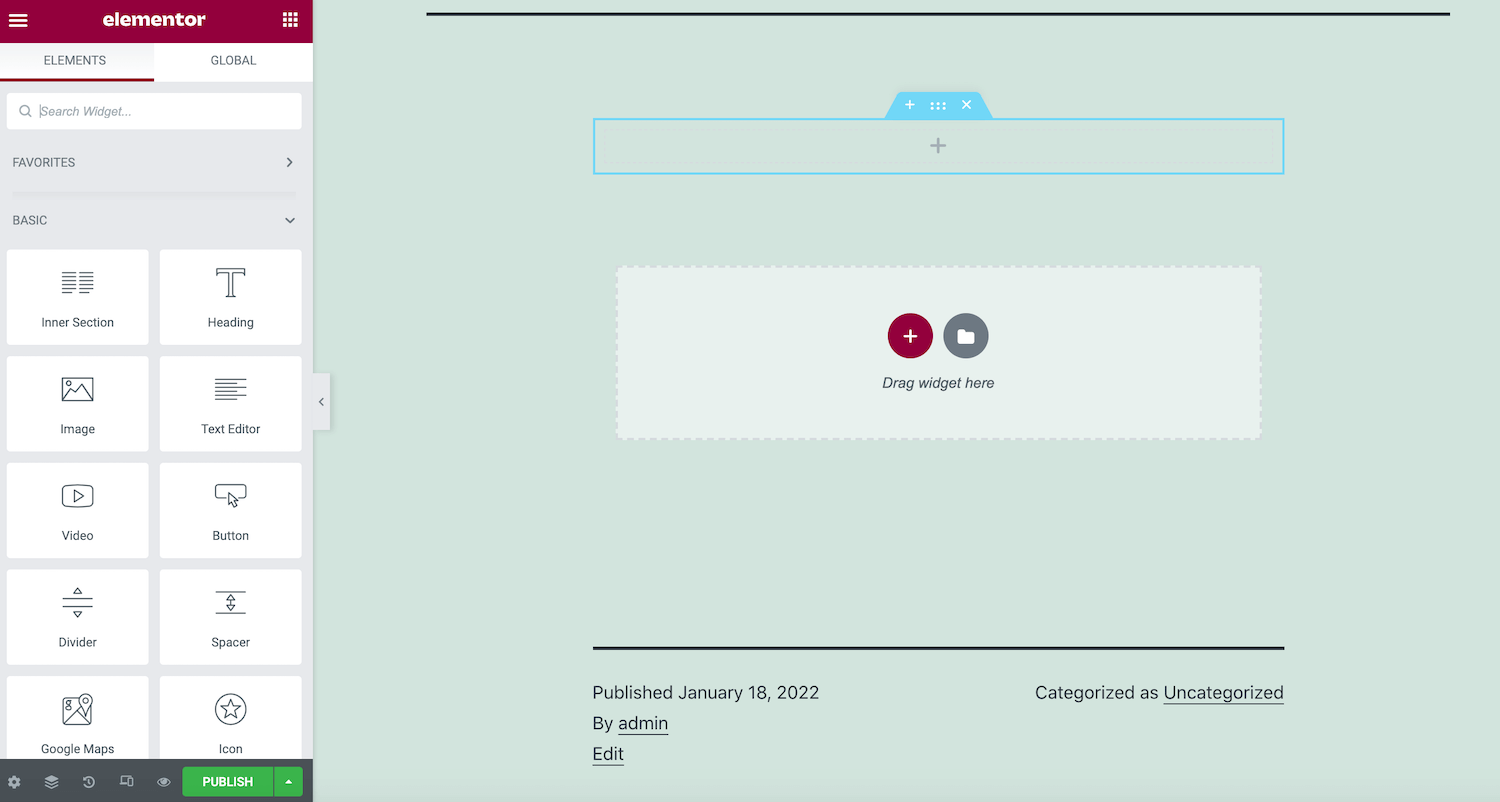 elementor
ELEMENTS GLOBAL
Search Widget...
FAVORITES
BASIC
Inner Section Heading
Image Text Editor
Video Button
Divider Spacer
Google Maps Icon
PUBLISH
Drag widget here
Published January 18, 2022
By admin
Edit
Categorized as Uncategorized